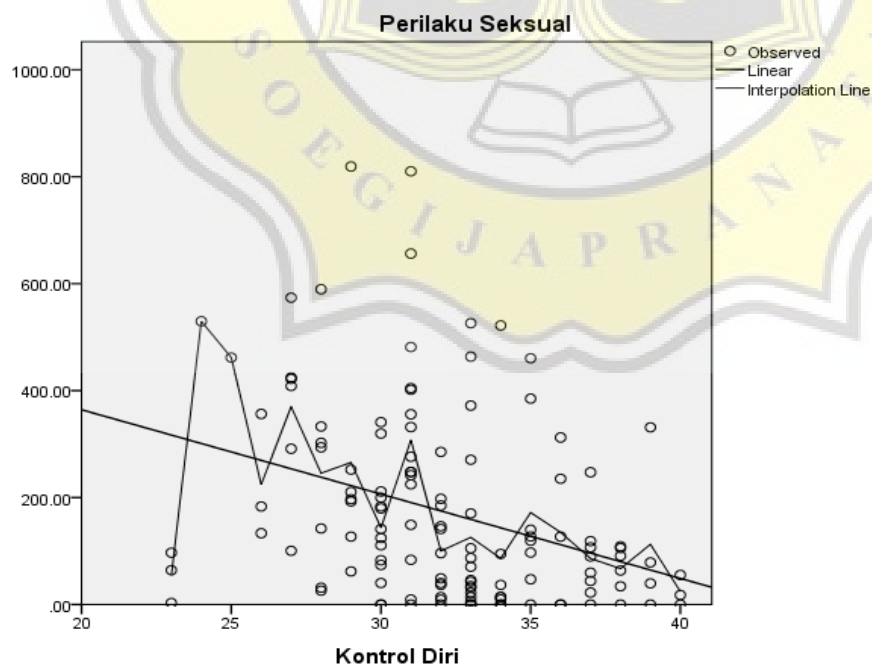 Perilaku Seksual
Observed
Linear
Interpolation Line
1000.00
800.00
600.00
400.00
200.00
.00
20
25
30
35
40
Kontrol Diri
SOEGIJAPRANA